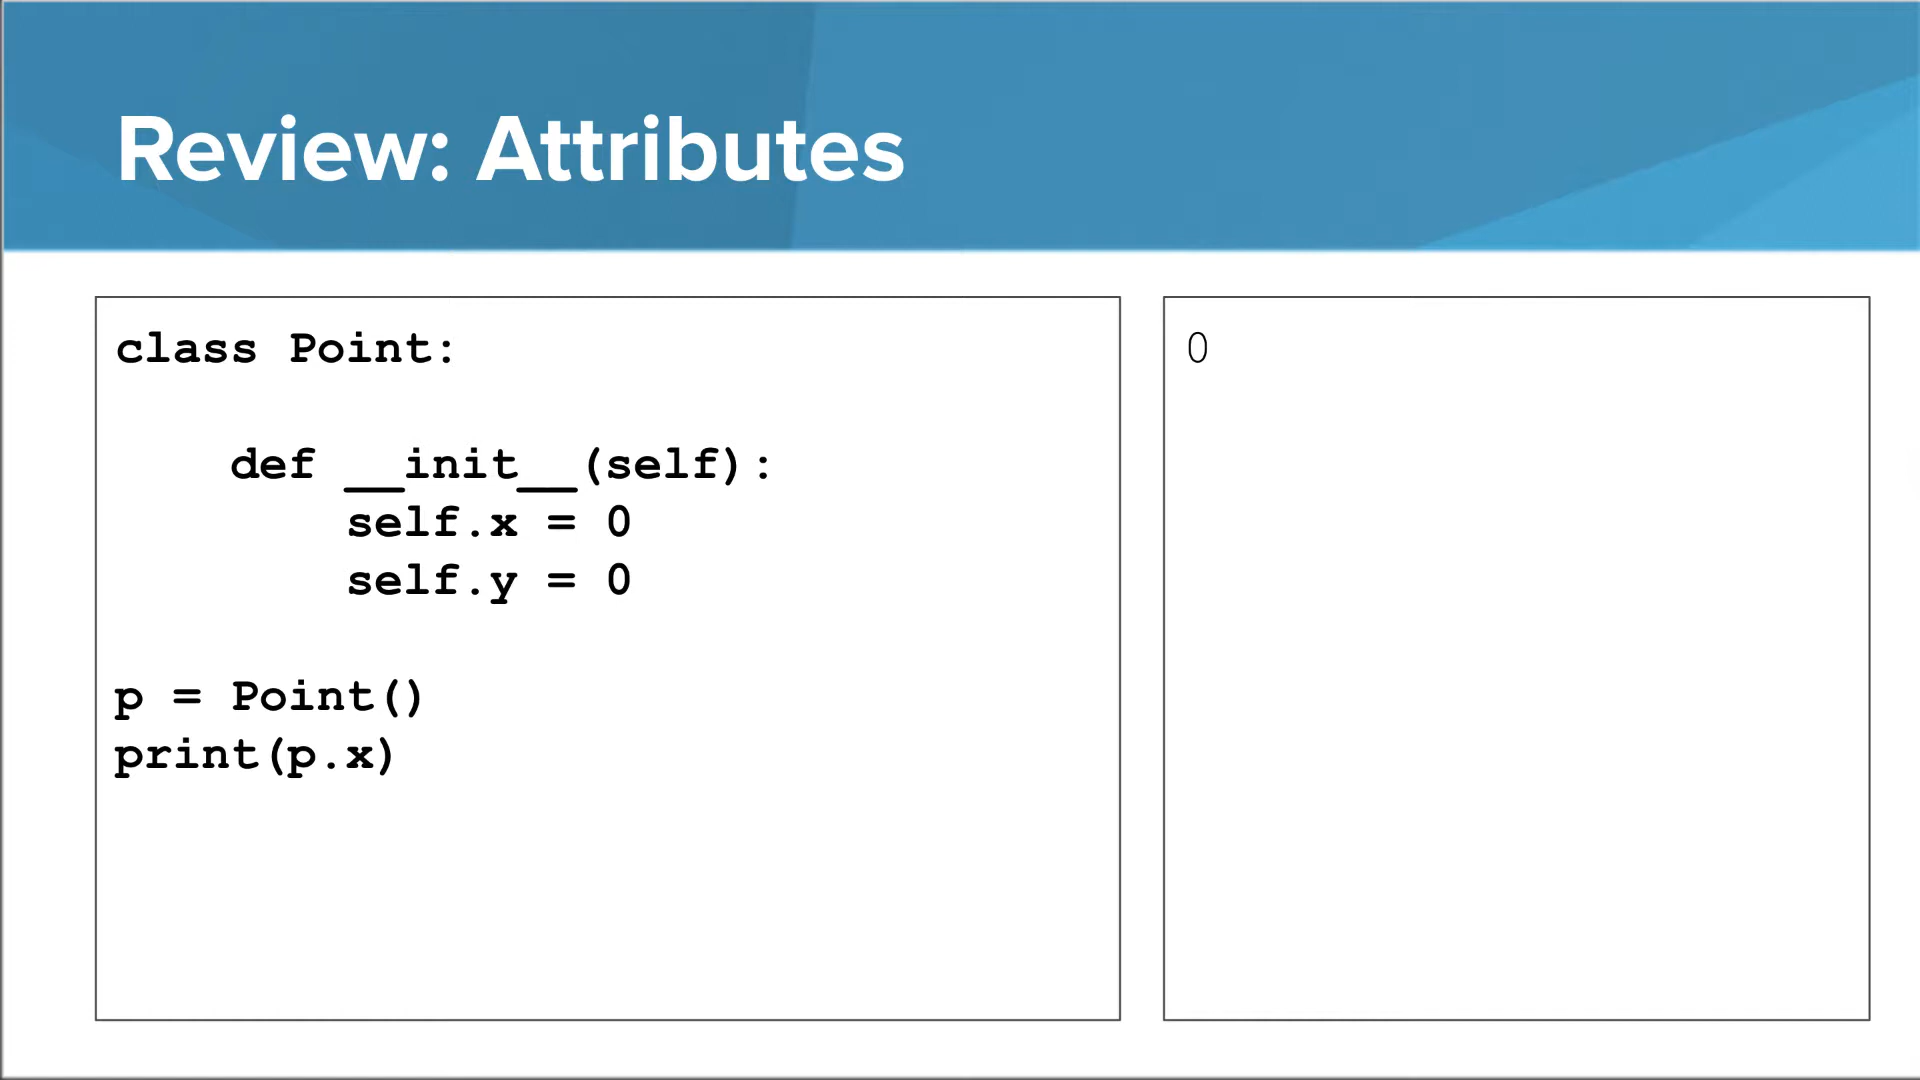 Review: Attributes
class Point:
    def __init__(self):
        self.x = 0
        self.y = 0
p = Point()
print(p.x)
0